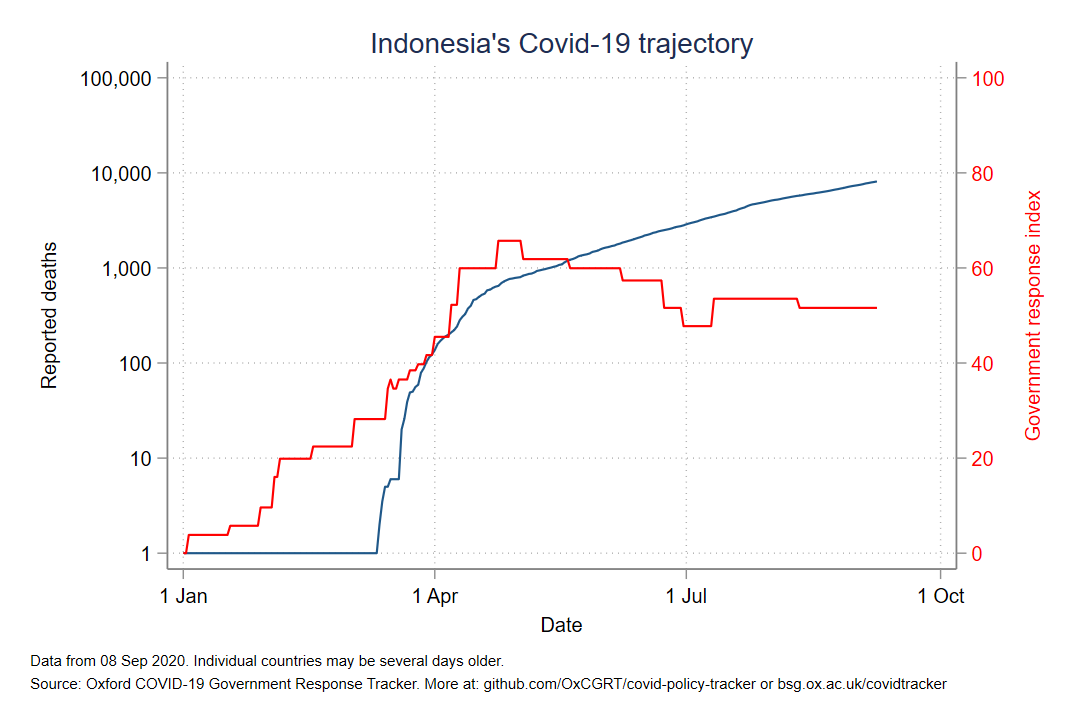 Indonesia's Covid-19 trajectory
100,000
10,000
1,000
100
10
1
Reported deaths
100
80
60
40
20
0
Government response index
1 Jan
1 Apr
1 Jul
1 Oct
Date
Data from 08 Sep 2020. Individual countries may be several days older.
Source: Oxford COVID-19 Government Response Tracker. More at: github.com/OxCGRT/covid-policy-tracker or bsg.ox.ac.uk/covidtracker